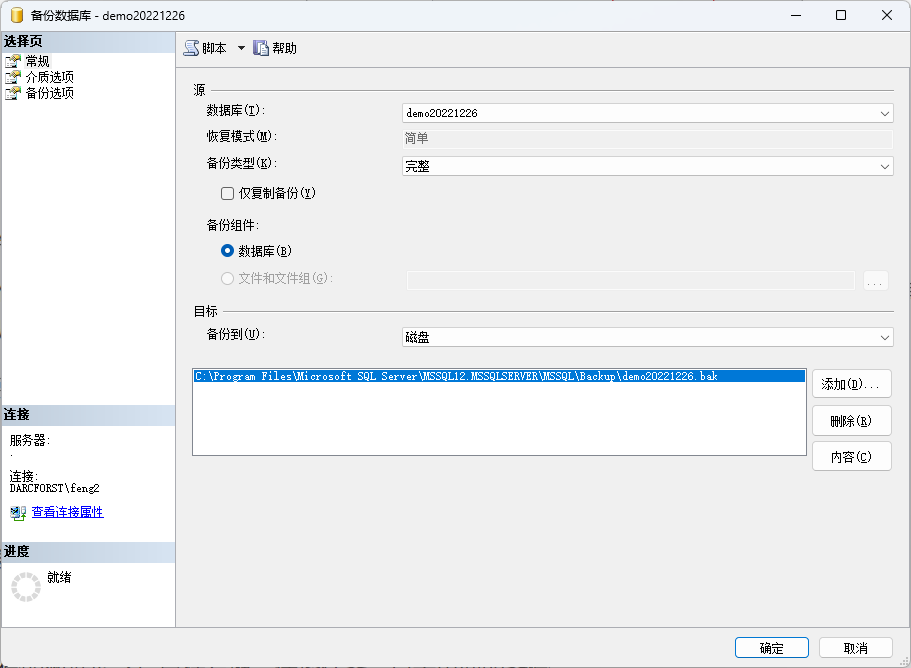 备份数据库 - demo20221226
选择页
常规
介质选项
备份选项
脚本
帮助
源
数据库(T):
demo20221226
恢复模式(M):
简单
备份类型(K):
完整
仅复制备份(Y)
备份组件:
数据库(B)
文件和文件组(G):
...
目标
备份到(U):
磁盘
C:\Program Files\Microsoft SQL Server\MSSQL12.MSSQLSERVER\MSSQL\Backup\demo20221226.bak
添加(D)...
删除(R)
内容(C)
连接
服务器:
.
连接:
DARCFORST\feng2
查看连接属性
进度
就绪
确定
取消